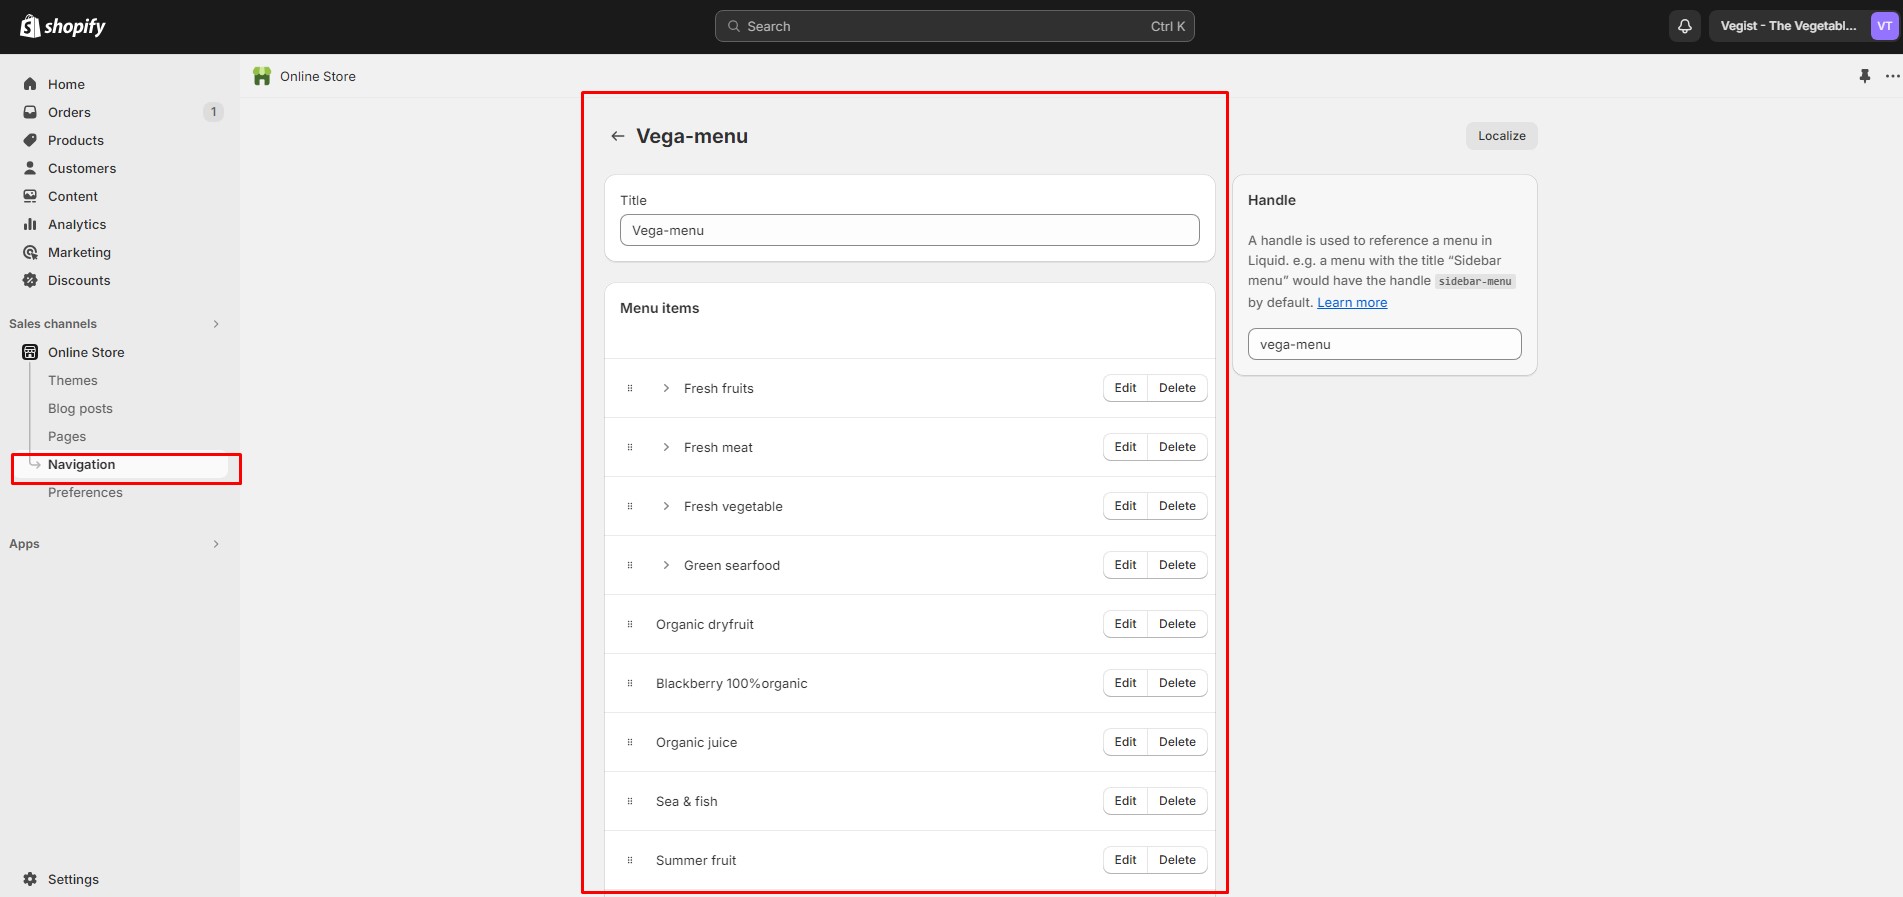 shopify
Search
Ctrl K
Vegist - The Vegetabl...
VT
Home
Orders
1
Products
Customers
Content
Analytics
Marketing
Discounts
Sales channels
Online Store
Themes
Blog posts
Pages
Navigation
Preferences
Apps
Settings
Online Store
Vega-menu
Localize
Title
Vega-menu
Menu items
Fresh fruits
Edit Delete
Fresh meat
Edit Delete
Fresh vegetable
Edit Delete
Green searfood
Edit Delete
Organic dryfruit
Edit Delete
Blackberry 100%organic
Edit Delete
Organic juice
Edit Delete
Sea & fish
Edit Delete
Summer fruit
Edit Delete
Handle
A handle is used to reference a menu in
Liquid. e.g. a menu with the title “Sidebar
menu” would have the handle sidebar-menu
by default. Learn more
vega-menu